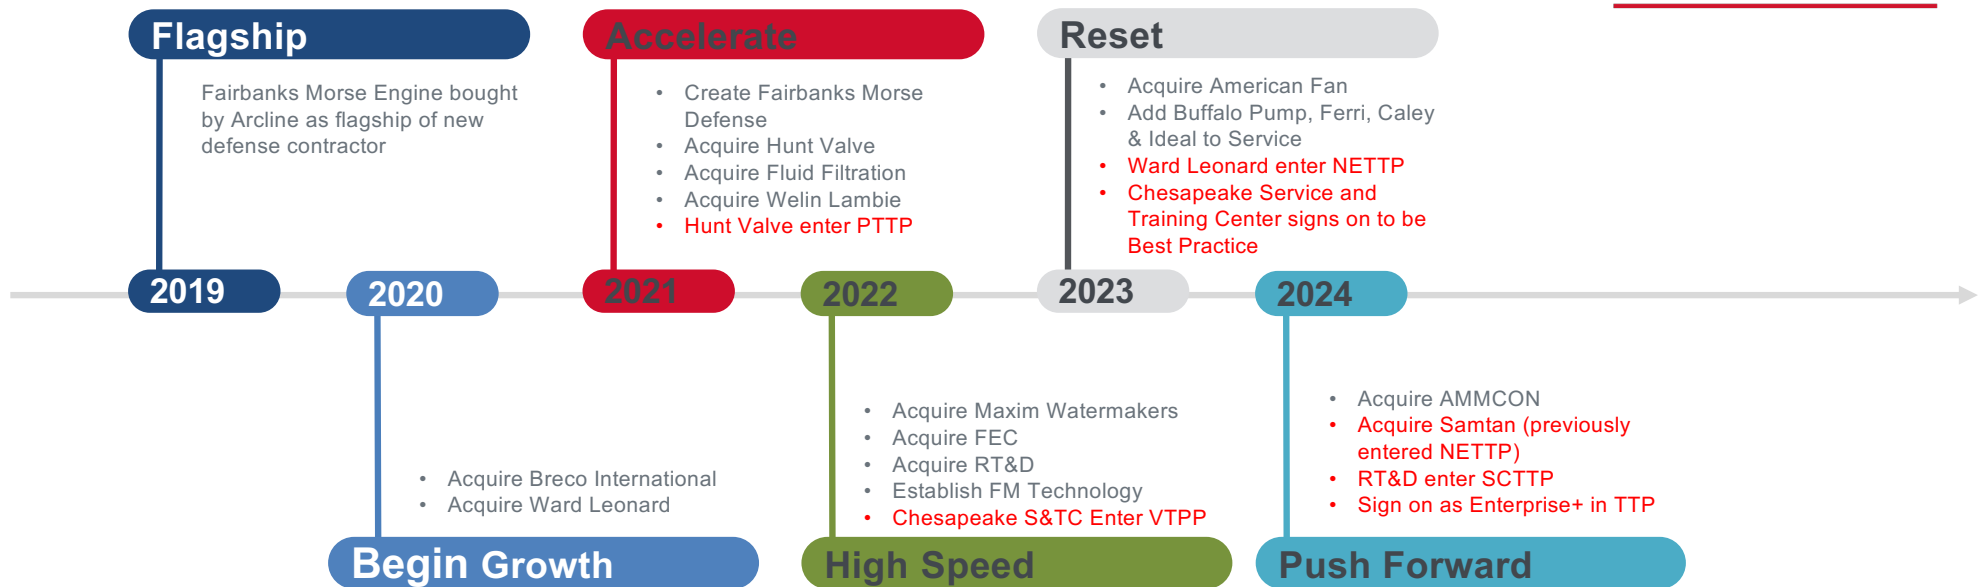 Flagship
Fairbanks Morse Engine bought
by Arcline as flagship of new
defense contractor
2019
2020
• Acquire Breco International
• Acquire Ward Leonard
Begin Growth
Accelerate
• Create Fairbanks Morse
Defense
• Acquire Hunt Valve
• Acquire Fluid Filtration
• Acquire Welin Lambie
• Hunt Valve enter PTTP
2021
2022
• Acquire Maxim Watermakers
• Acquire FEC
• Acquire RT&D
• Establish FM Technology
• Chesapeake S&TC Enter VTPP
High Speed
Reset
• Acquire American Fan
• Add Buffalo Pump, Ferri, Caley
& Ideal to Service
• Ward Leonard enter NETTP
• Chesapeake Service and
Training Center signs on to be
Best Practice
2023
2024
• Acquire AMMCON
• Acquire Samtan (previously
entered NETTP)
• RT&D enter SCTTP
• Sign on as Enterprise+ in TTP
Push Forward